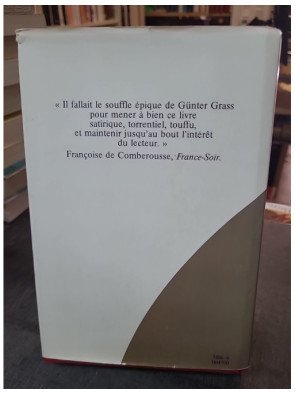 « Il fallait le souffle épique de Günter Grass
pour mener à bien ce livre
satirique, torrentiel, touffu,
et maintenir jusqu'au bout l'intérêt
du lecteur. »
Françoise de Comberousse, France-Soir.